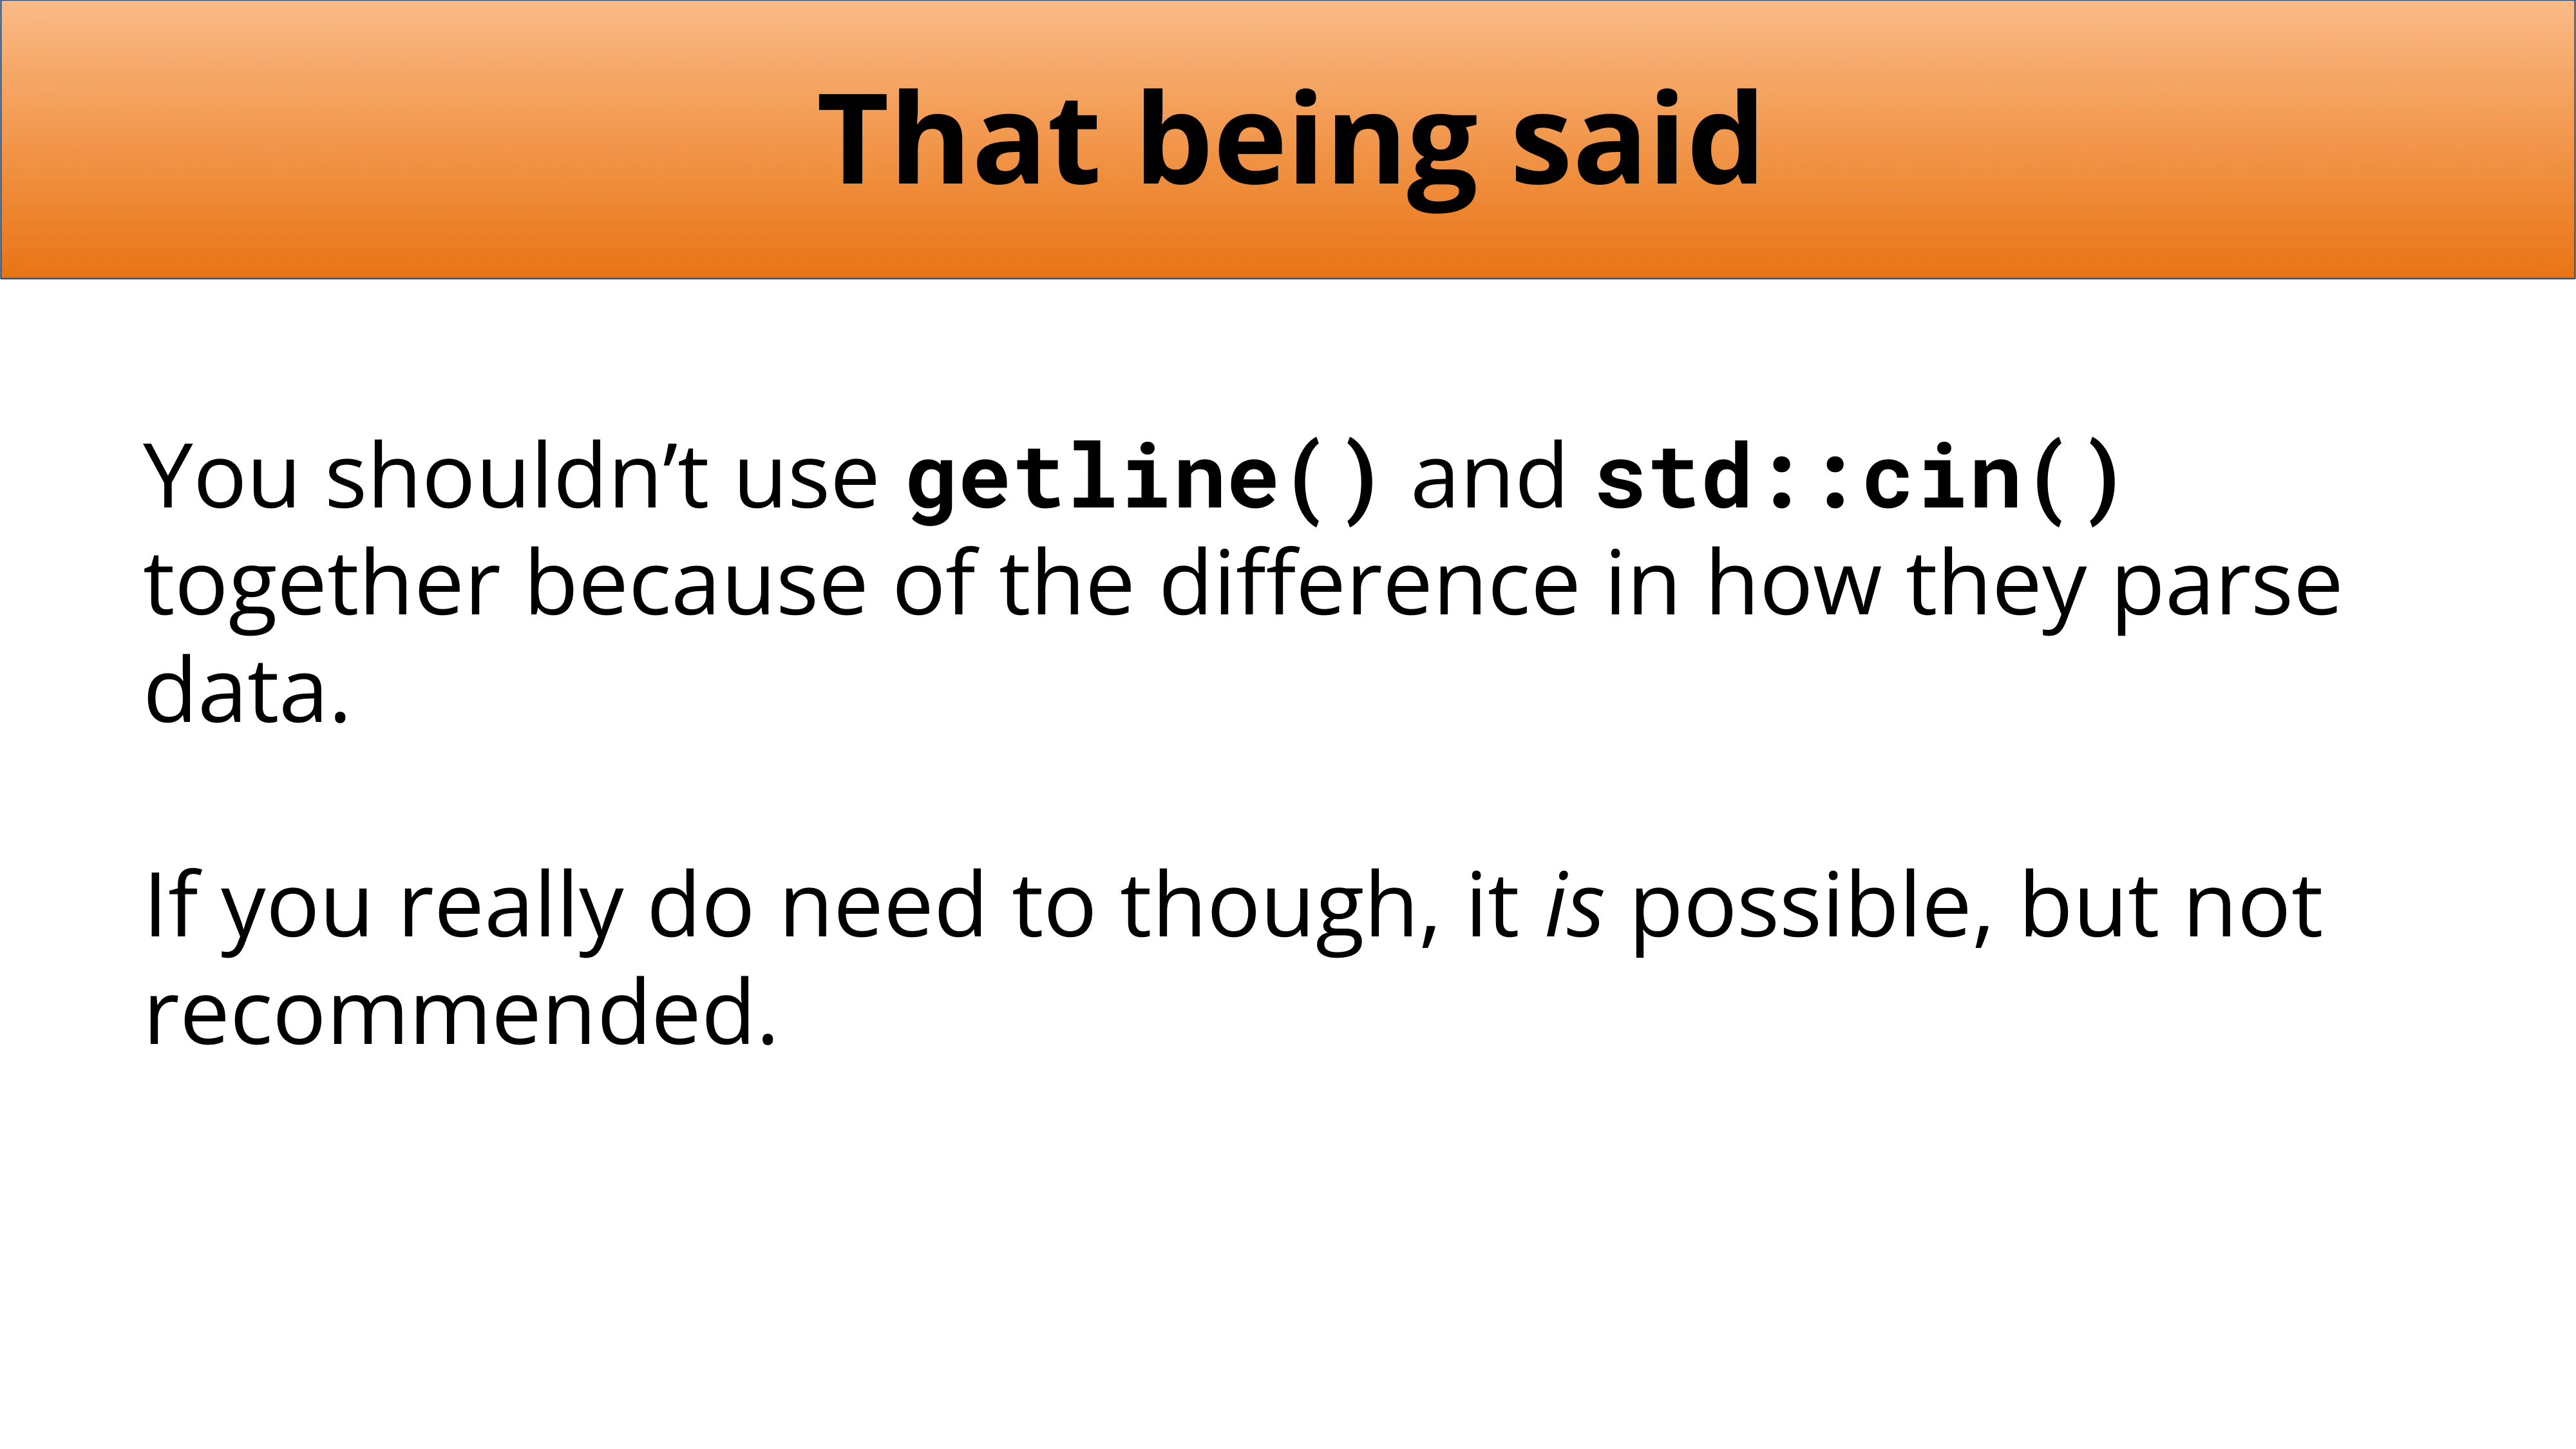 That being said
You shouldn’t use getline() and std::cin()
together because of the difference in how they parse
data.
If you really do need to though, it is possible, but not
recommended.